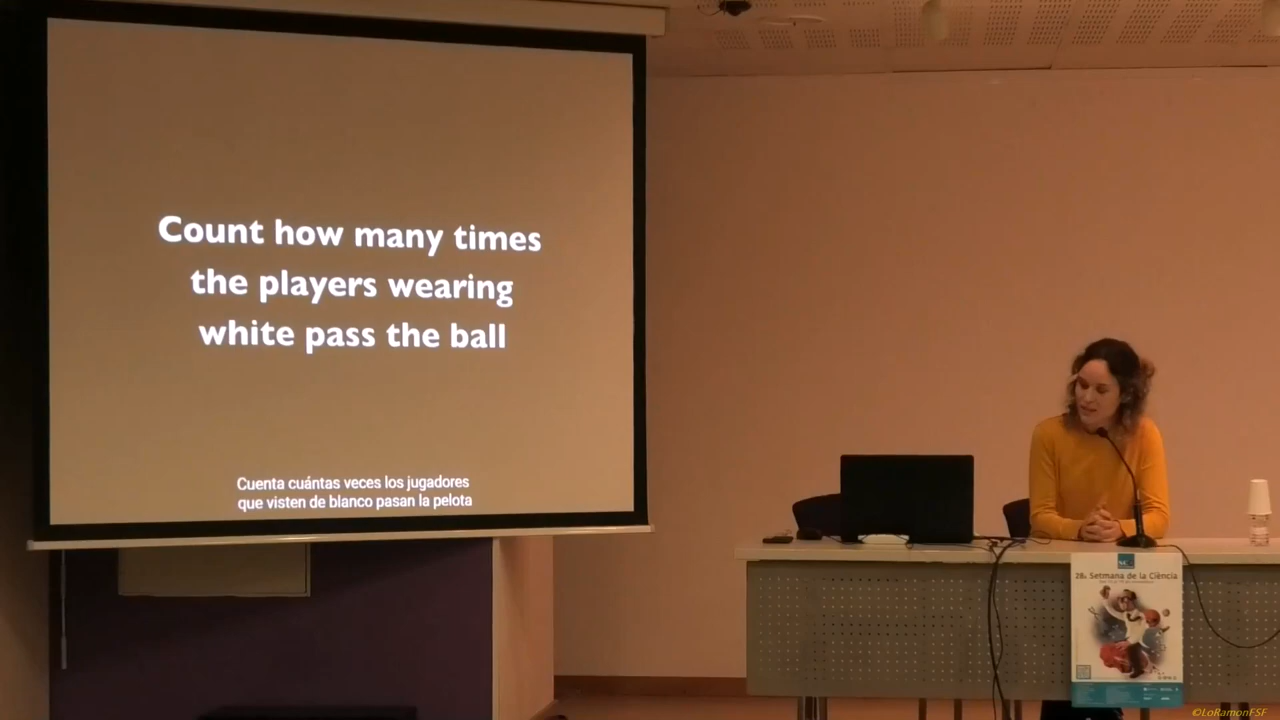 Count how many times
the players wearing
white pass the ball
Cuenta cuántas veces los jugadores
que visten de blanco pasan la pelota
28a Setmana de la Ciència
©LoRamonFSF